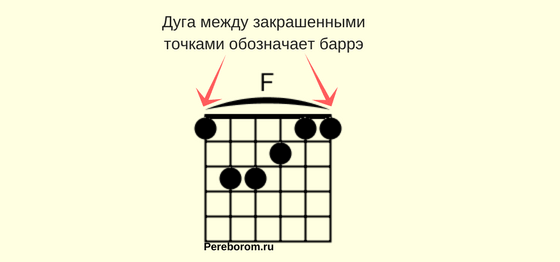 Дуга между закрашенными
точками обозначает баррэ
F
Pereborom.ru